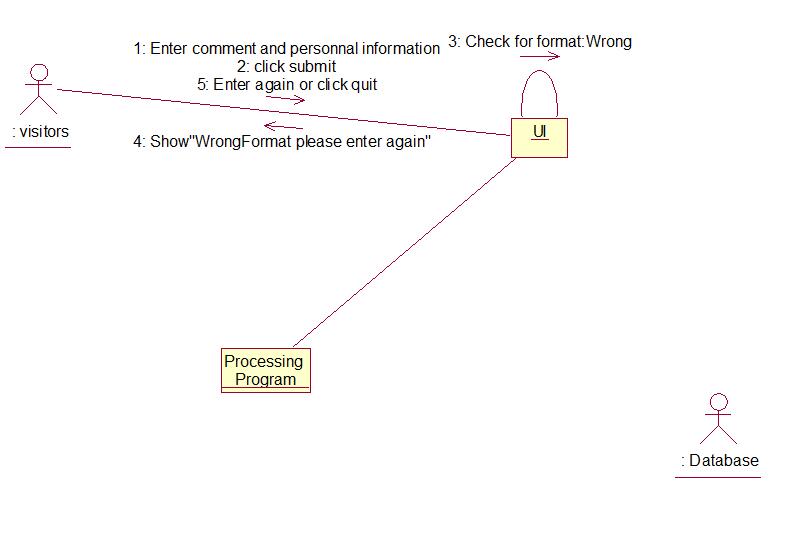 1: Enter comment and personnal information
2: click submit
5: Enter again or click quit
3: Check for format:Wrong
: visitors
4: Show"WrongFormat please enter again"
UI
Processing
Program
: Database